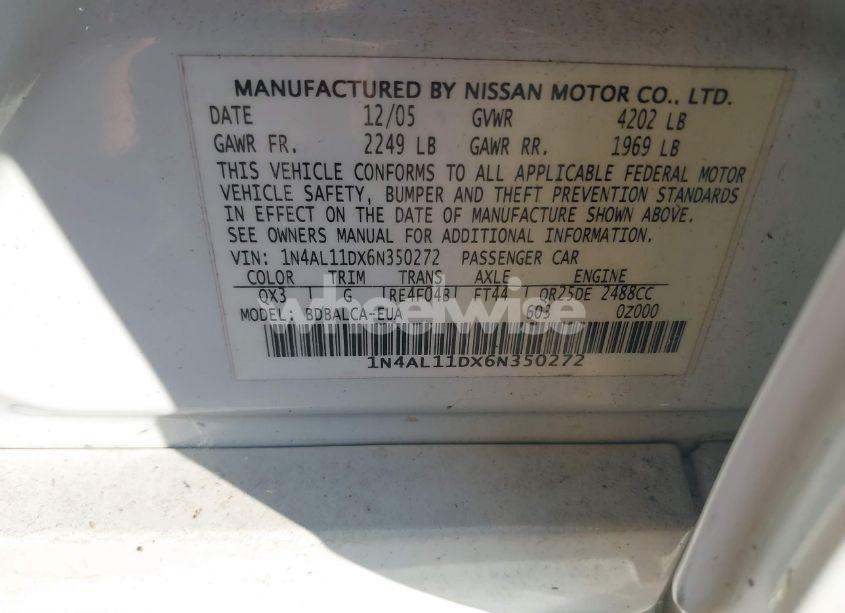 MANUFACTURED BY NISSAN MOTOR CO., LTD.
DATE 12/05 GVWR 4202 LB
GAWR FR. 2249 LB GAWR RR. 1969 LB
THIS VEHICLE CONFORMS TO ALL APPLICABLE FEDERAL MOTOR
VEHICLE SAFETY, BUMPER AND THEFT PREVENTION STANDARDS
IN EFFECT ON THE DATE OF MANUFACTURE SHOWN ABOVE.
SEE OWNERS MANUAL FOR ADDITIONAL INFORMATION.
VIN: 1N4AL11DX6N350272 PASSENGER CAR
COLOR TRIM TRANS AXLE ENGINE
QX3 G RE4F04B FT44 QR25DE 2488CC
MODEL: BDBALCA-EUA 603 0Z000
wheelwise
1N4AL11DX6N350272